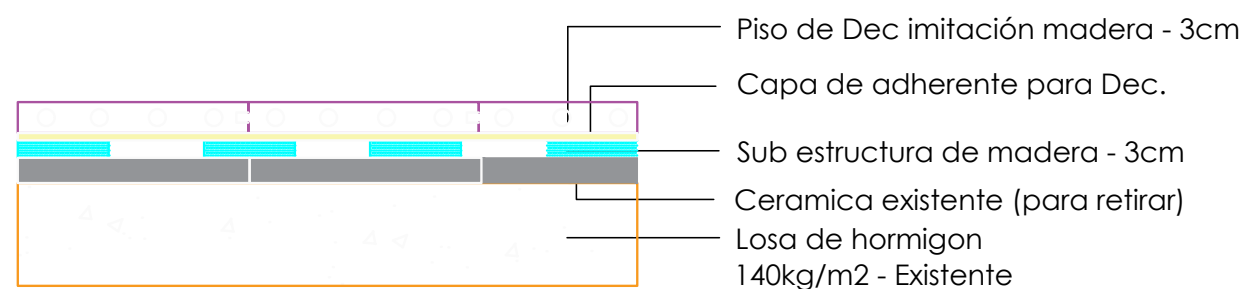 Piso de Dec imitación madera - 3cm
Capa de adherente para Dec.
Sub estructura de madera - 3cm
Ceramica existente (para retirar)
Losa de hormigon
140kg/m2 - Existente